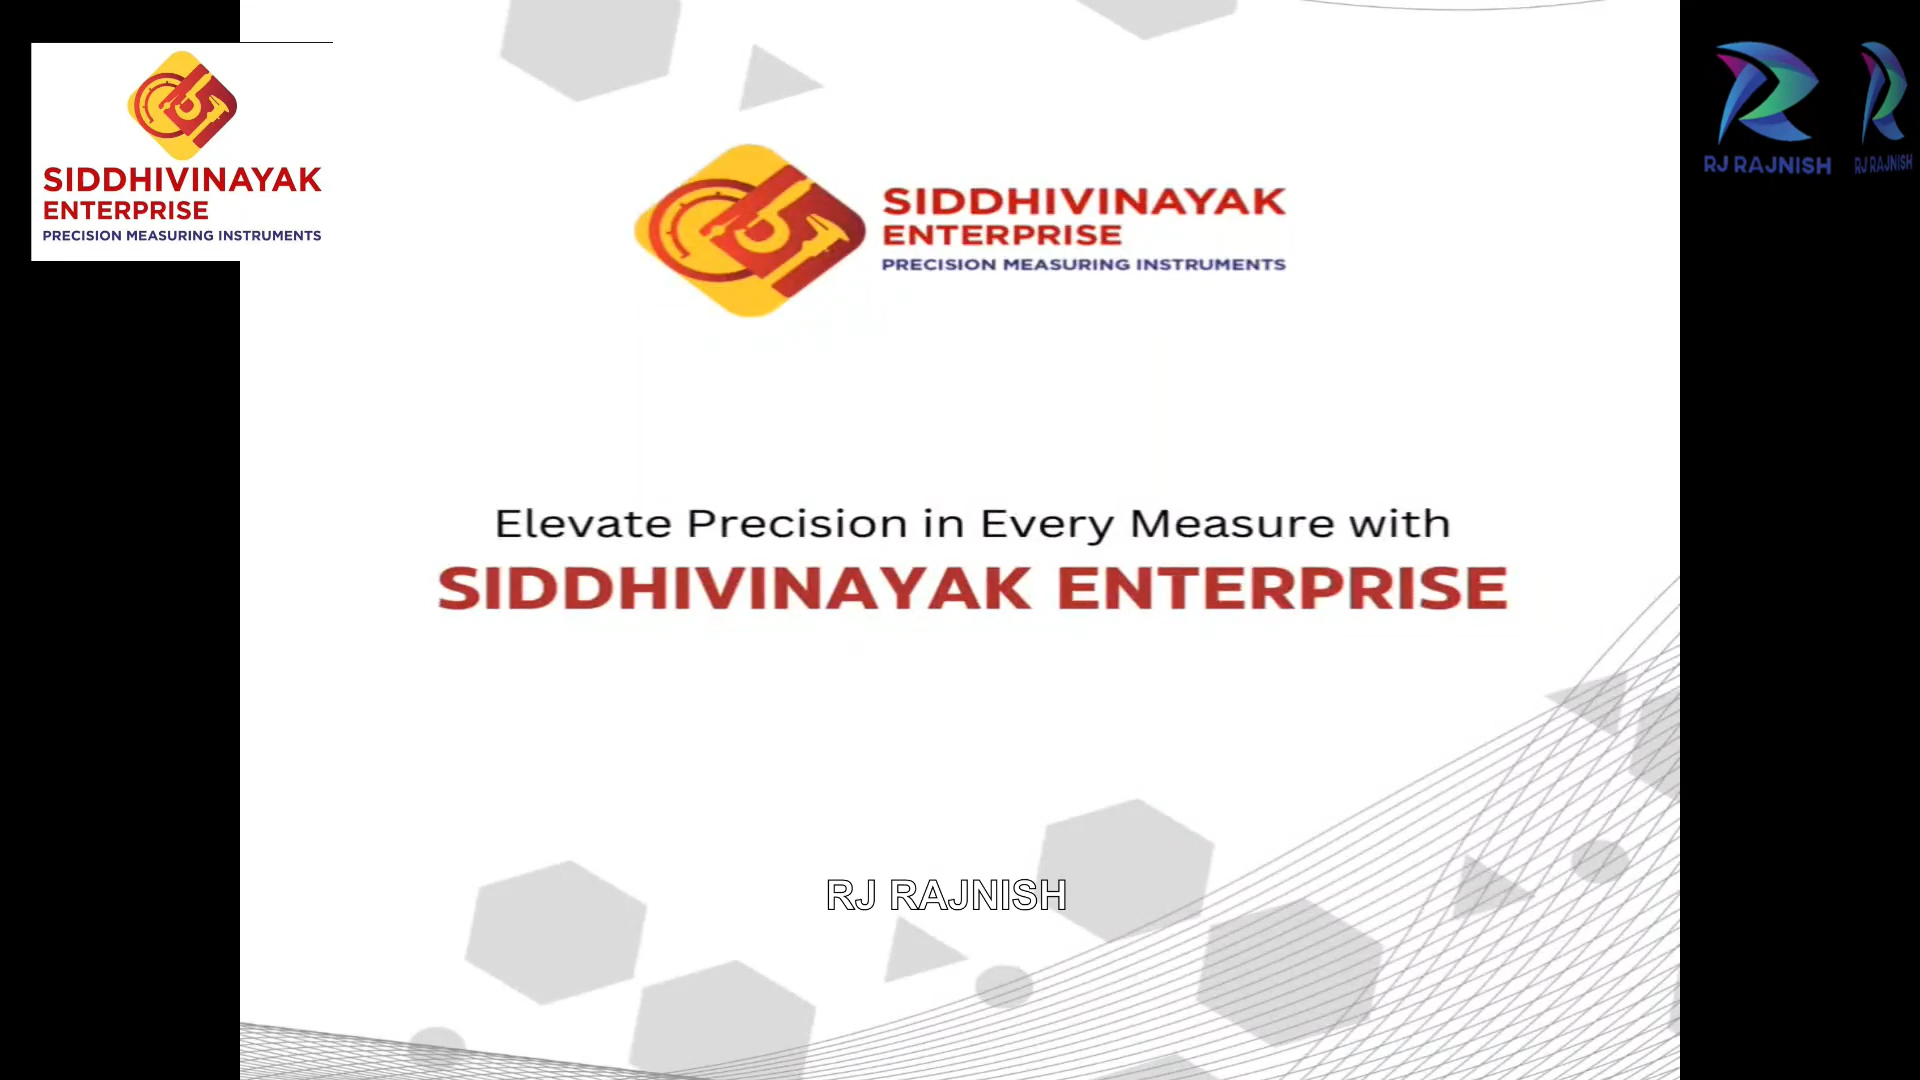 SIDDHIVINAYAK
ENTERPRISE
PRECISION MEASURING INSTRUMENTS
SIDDHIVINAYAK
ENTERPRISE
PRECISION MEASURING INSTRUMENTS
RJ RAJNISH
RJ RAJNISH
Elevate Precision in Every Measure with
SIDDHIVINAYAK ENTERPRISE
RJ RAJNISH